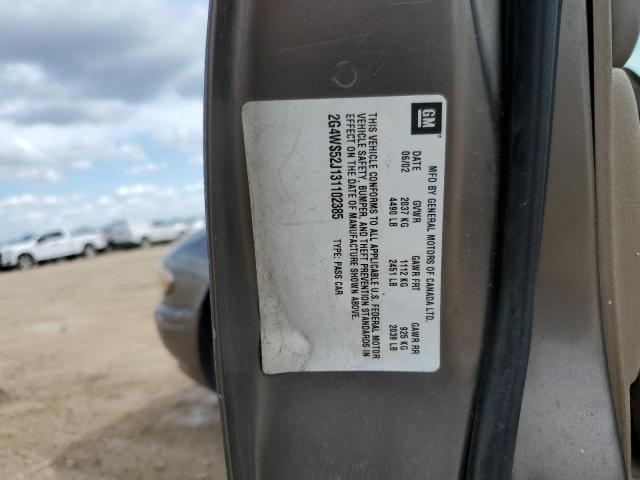 GM
MFD BY GENERAL MOTORS OF CANADA LTD.
DATE GVWR GAWR FRT GAWR RR
06/02 2037 KG 1112 KG 925 KG
4490 LB 2451 LB 2039 LB
THIS VEHICLE CONFORMS TO ALL APPLICABLE U.S. FEDERAL MOTOR
VEHICLE SAFETY, BUMPER, AND THEFT PREVENTION STANDARDS IN
EFFECT ON THE DATE OF MANUFACTURE SHOWN ABOVE.
2G4WS52J131102385 TYPE: PASS CAR